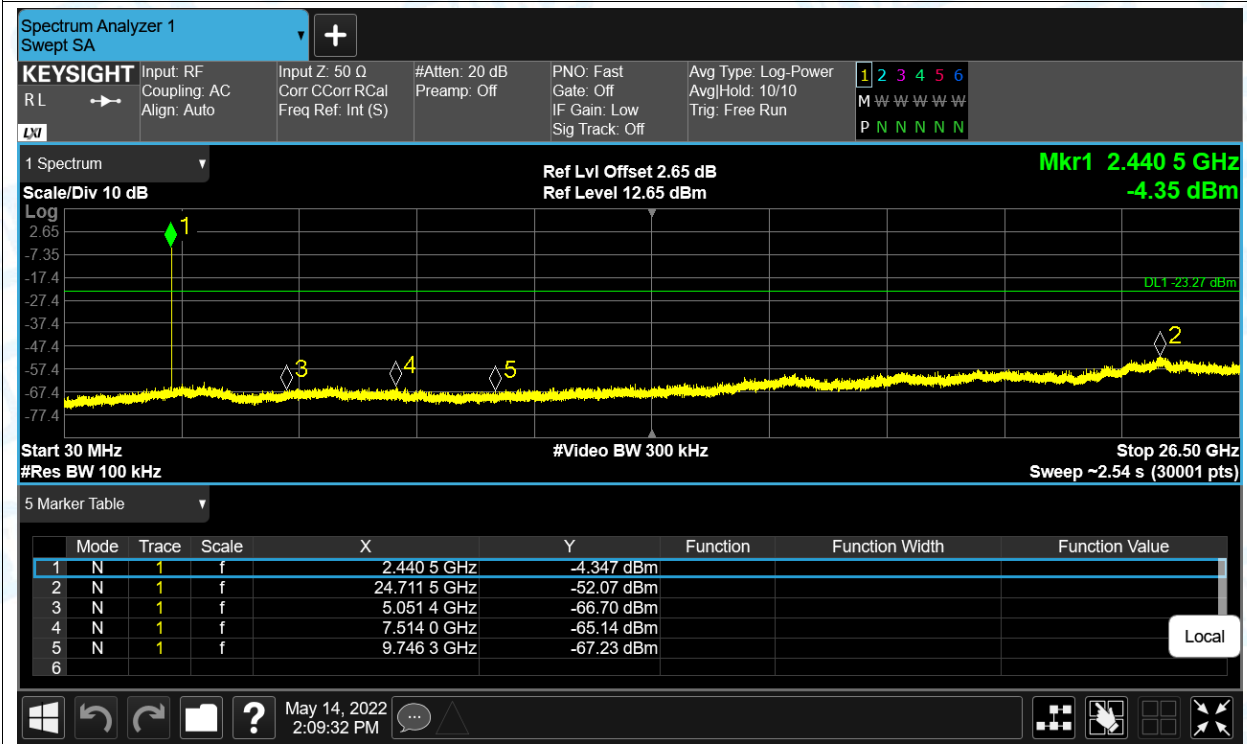 Spectrum Analyzer 1
Swept SA
+
KEYSIGHT Input: RF Input Z: 50 Ω #Atten: 20 dB PNO: Fast Avg Type: Log-Power 1 2 3 4 5 6
R L Coupling: AC Corr CCorr RCal Preamp: Off Gate: Off Avg|Hold: 10/10 M W W W W W
Align: Auto Freq Ref: Int (S) IF Gain: Low Trig: Free Run
LXI Sig Track: Off P N N N N N
1 Spectrum Ref Lvl Offset 2.65 dB Mkr1 2.440 5 GHz
Scale/Div 10 dB Ref Level 12.65 dBm -4.35 dBm
Log
1
2.65
-7.35
-17.4
DL1 -23.27 dBm
-27.4
-37.4
-47.4
2
-57.4
3 4 5
-67.4
-77.4
Start 30 MHz #Video BW 300 kHz Stop 26.50 GHz
#Res BW 100 kHz Sweep ~2.54 s (30001 pts)
5 Marker Table
Mode Trace Scale X Y Function Function Width Function Value
1 N 1 f 2.440 5 GHz -4.347 dBm
2 N 1 f 24.711 5 GHz -52.07 dBm
3 N 1 f 5.051 4 GHz -66.70 dBm
4 N 1 f 7.514 0 GHz -65.14 dBm
5 N 1 f 9.746 3 GHz -67.23 dBm
6
Local
? May 14, 2022
2:09:32 PM